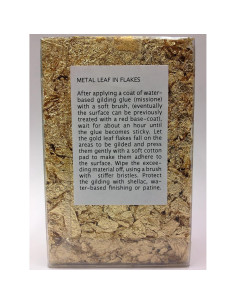 METAL LEAF IN FLAKES
After applying a coat of water-
based gilding glue (missione)
with a soft brush, (eventually
the surface can be previously
treated with a red base-coat),
wait for about an hour until
the glue becomes sticky. Let
the gold leaf flakes fall on the
areas to be gilded and press
them gently with a soft cotton
pad to make them adhere to the
surface. Wipe the excee-
ding material off, using a brush
with stiffer bristles. Protect
the gilding with shellac, wa-
ter-based finishing or patine.